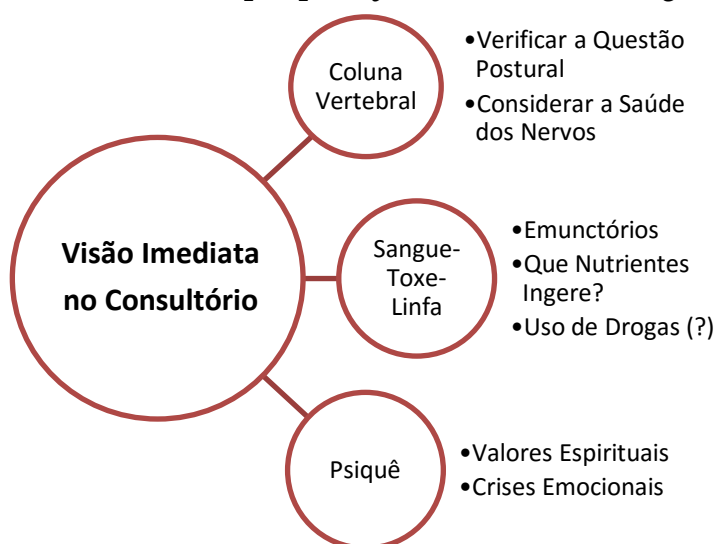 Coluna
Vertebral
•Verificar a Questão
Postural
•Considerar a Saúde
dos Nervos
Visão Imediata
no Consultório
Sangue-
Toxe-
Linfa
•Emunctórios
•Que Nutrientes
Ingere?
•Uso de Drogas (?)
Psiquê
•Valores Espirituais
•Crises Emocionais